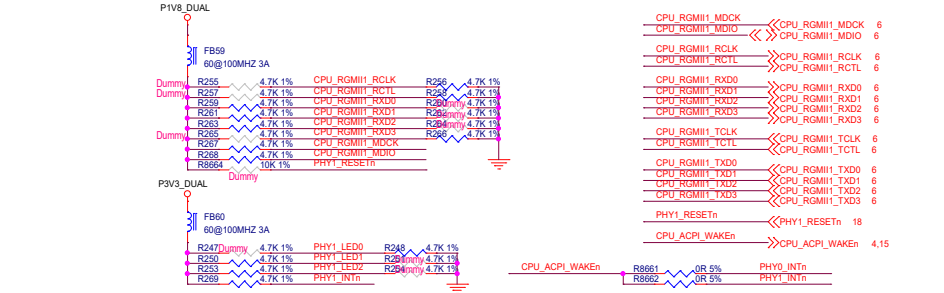 P1V8_DUAL
FB59
60@100MHZ 3A
Dummy R255 4.7K 1% CPU_RGMII1_RCLK R256 4.7K 1%
Dummy R257 4.7K 1% CPU_RGMII1_RCTL R258 4.7K 1%
R259 4.7K 1% CPU_RGMII1_RXD0 Dummy 4.7K 1%
R261 4.7K 1% CPU_RGMII1_RXD1 Dummy 4.7K 1%
R263 4.7K 1% CPU_RGMII1_RXD2 4.7K 1%
Dummy R265 4.7K 1% CPU_RGMII1_RXD3 R266 4.7K 1%
R267 4.7K 1% CPU_RGMII1_MDCK
R268 4.7K 1% CPU_RGMII1_MDIO
R8664 10K 1% PHY1_RESETn
Dummy
P3V3_DUAL
FB60
60@100MHZ 3A
R247 Dummy 4.7K 1% PHY1_LED0 R248 4.7K 1%
R250 4.7K 1% PHY1_LED1 Dummy 4.7K 1%
R253 4.7K 1% PHY1_LED2 4.7K 1%
R269 4.7K 1% PHY1_INTn
CPU_RGMII1_MDCK CPU_RGMII1_MDCK 6
CPU_RGMII1_MDIO CPU_RGMII1_MDIO 6
CPU_RGMII1_RCLK CPU_RGMII1_RCLK 6
CPU_RGMII1_RCTL CPU_RGMII1_RCTL 6
CPU_RGMII1_RXD0 CPU_RGMII1_RXD0 6
CPU_RGMII1_RXD1 CPU_RGMII1_RXD1 6
CPU_RGMII1_RXD2 CPU_RGMII1_RXD2 6
CPU_RGMII1_RXD3 CPU_RGMII1_RXD3 6
CPU_RGMII1_TCLK CPU_RGMII1_TCLK 6
CPU_RGMII1_TCTL CPU_RGMII1_TCTL 6
CPU_RGMII1_TXD0 CPU_RGMII1_TXD0 6
CPU_RGMII1_TXD1 CPU_RGMII1_TXD1 6
CPU_RGMII1_TXD2 CPU_RGMII1_TXD2 6
CPU_RGMII1_TXD3 CPU_RGMII1_TXD3 6
PHY1_RESETn PHY1_RESETn 18
CPU_ACPI_WAKEn CPU_ACPI_WAKEn 4,15
CPU_ACPI_WAKEn R8661 0R 5% PHY0_INTn
R8662 0R 5% PHY1_INTn